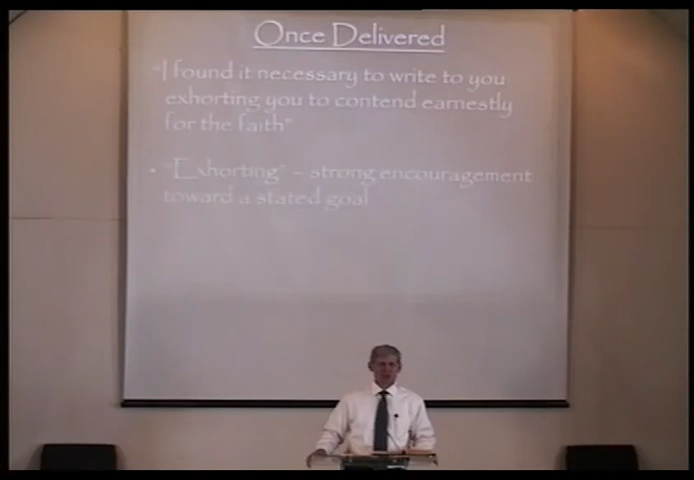 Once Delivered
"I found it necessary to write to you
exhorting you to contend earnestly
for the faith"
• "Exhorting" – strong encouragement
toward a stated goal